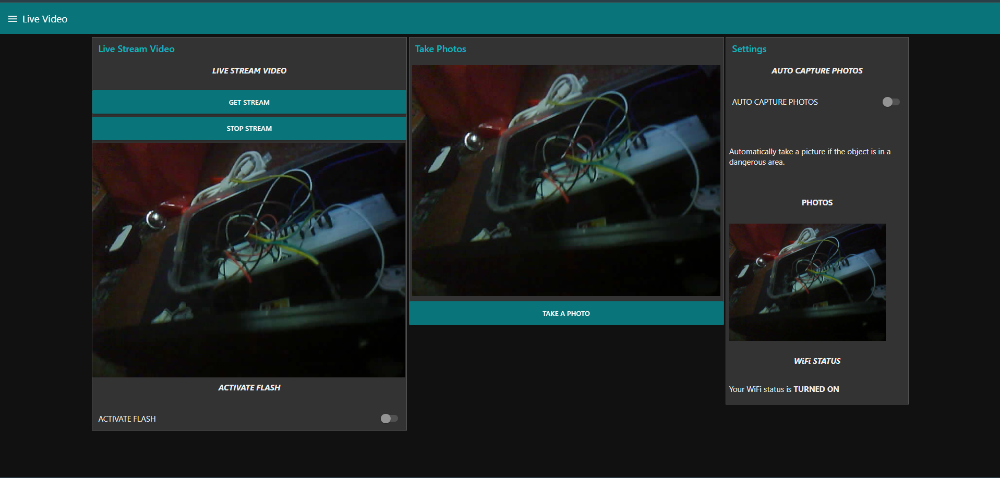 Live Video
Live Stream Video
LIVE STREAM VIDEO
GET STREAM
STOP STREAM
ACTIVATE FLASH
ACTIVATE FLASH
Take Photos
TAKE A PHOTO
Settings
AUTO CAPTURE PHOTOS
AUTO CAPTURE PHOTOS
Automatically take a picture if the object is in a
dangerous area.
PHOTOS
WiFi STATUS
Your WiFi status is TURNED ON